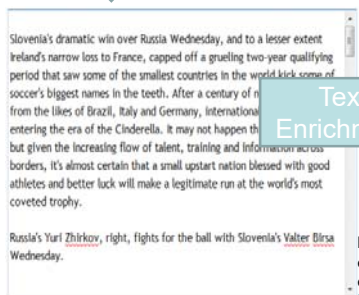 Slovenia's dramatic win over Russia Wednesday, and to a lesser extent
Ireland's narrow loss to France, capped off a grueling two-year qualifying
period that saw some of the smallest countries in the world kick some of
soccer's biggest names in the teeth. After a century of
from the likes of Brazil, Italy and Germany, international
entering the era of the Cinderella. It may not happen
but given the increasing flow of talent, training and information across
borders, it's almost certain that a small upstart nation blessed with good
athletes and better luck will make a legitimate run at the world's most
coveted trophy.
Russia's Yuri Zhirkov, right, fights for the ball with Slovenia's Valter Birsa
Wednesday.